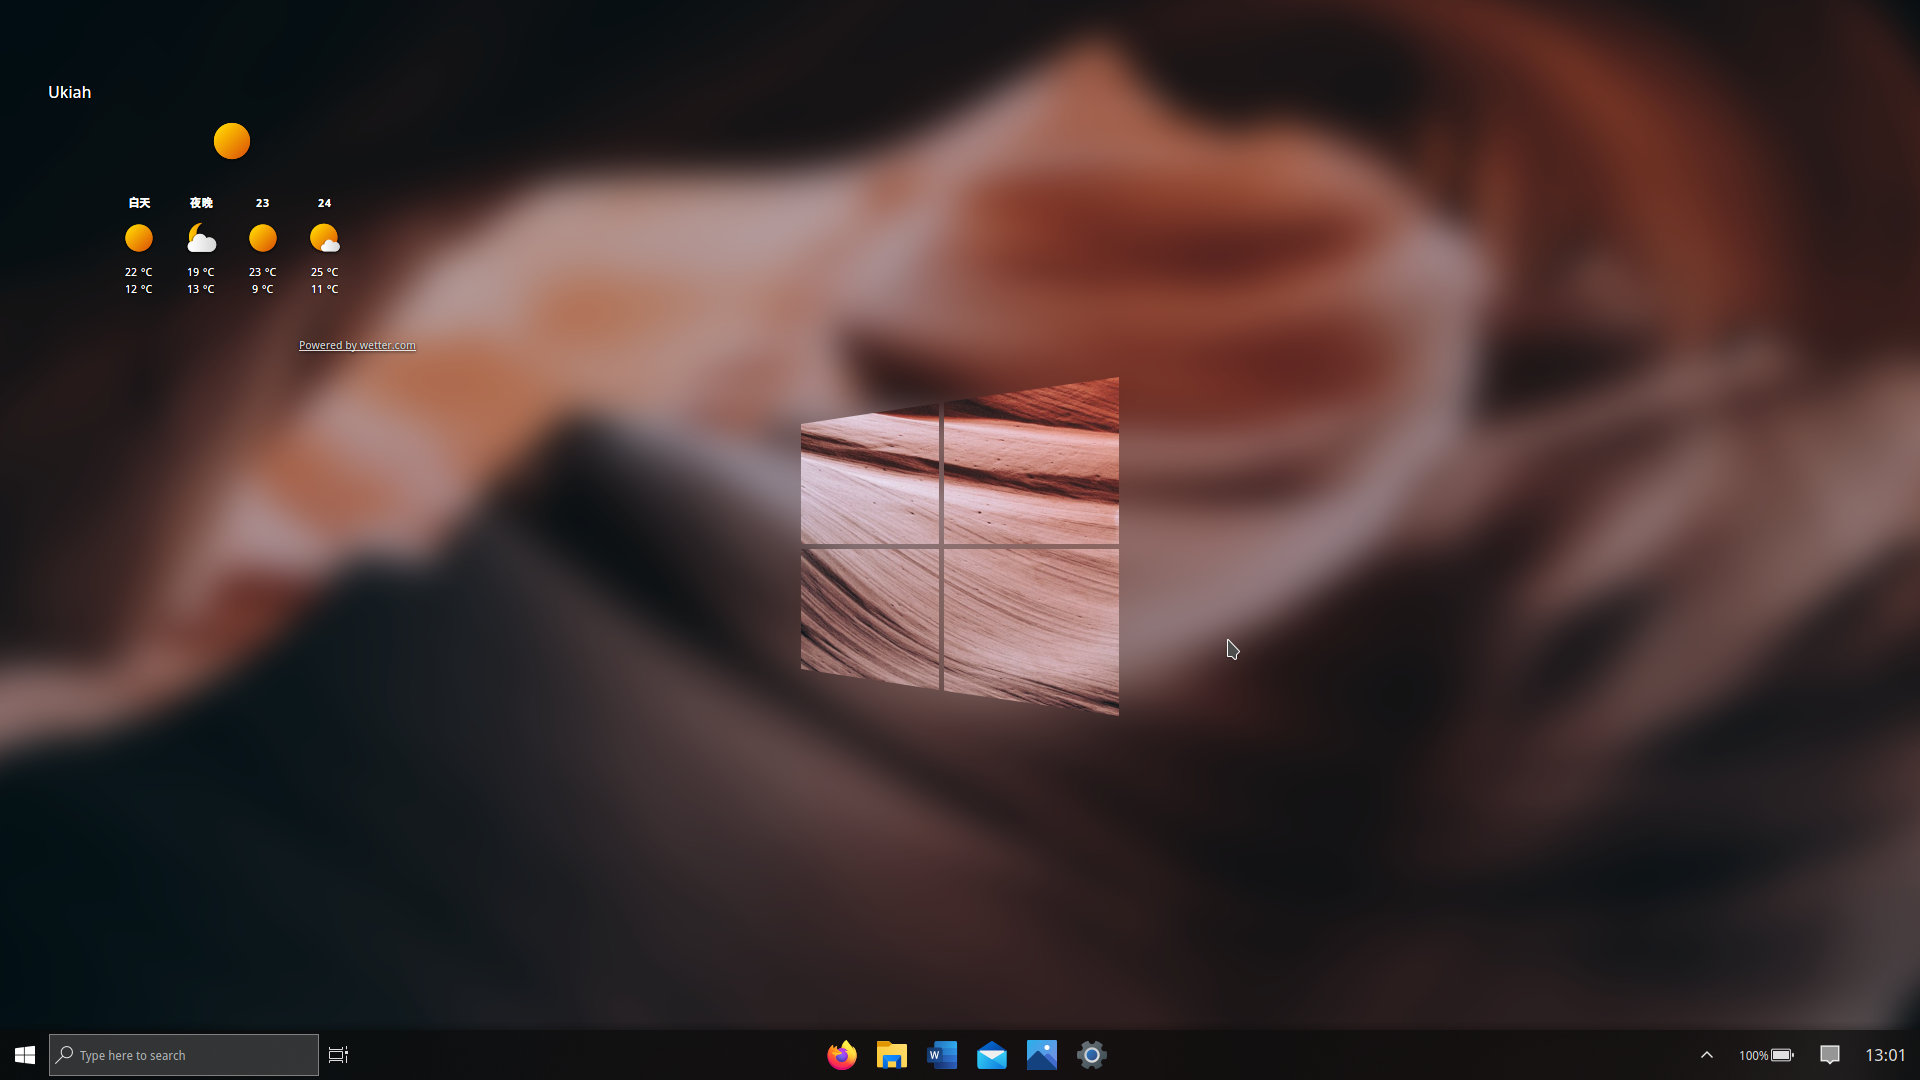 Ukiah
白天 夜晚 23 24
22 °C 19 °C 23 °C 25 °C
12 °C 13 °C 9 °C 11 °C
Powered by wetter.com
Type here to search
W
100%
13:01